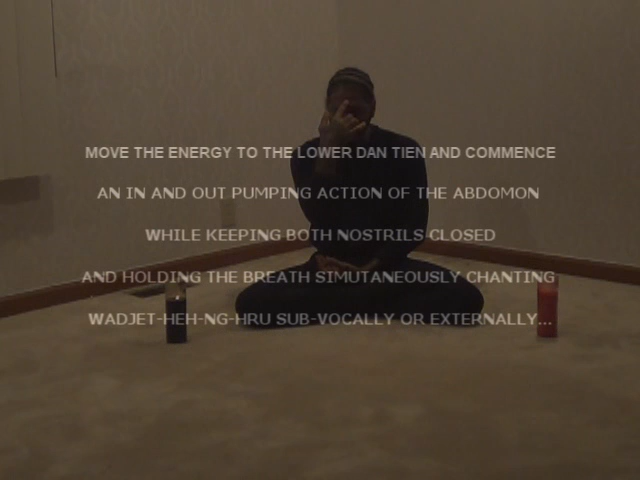 MOVE THE ENERGY TO THE LOWER DAN TIEN AND COMMENCE
AN IN AND OUT PUMPING ACTION OF THE ABDOMON
WHILE KEEPING BOTH NOSTRILS CLOSED
AND HOLDING THE BREATH SIMUTANEOUSLY CHANTING
WADJET-HEH-NG-HRU SUB-VOCALLY OR EXTERNALLY...